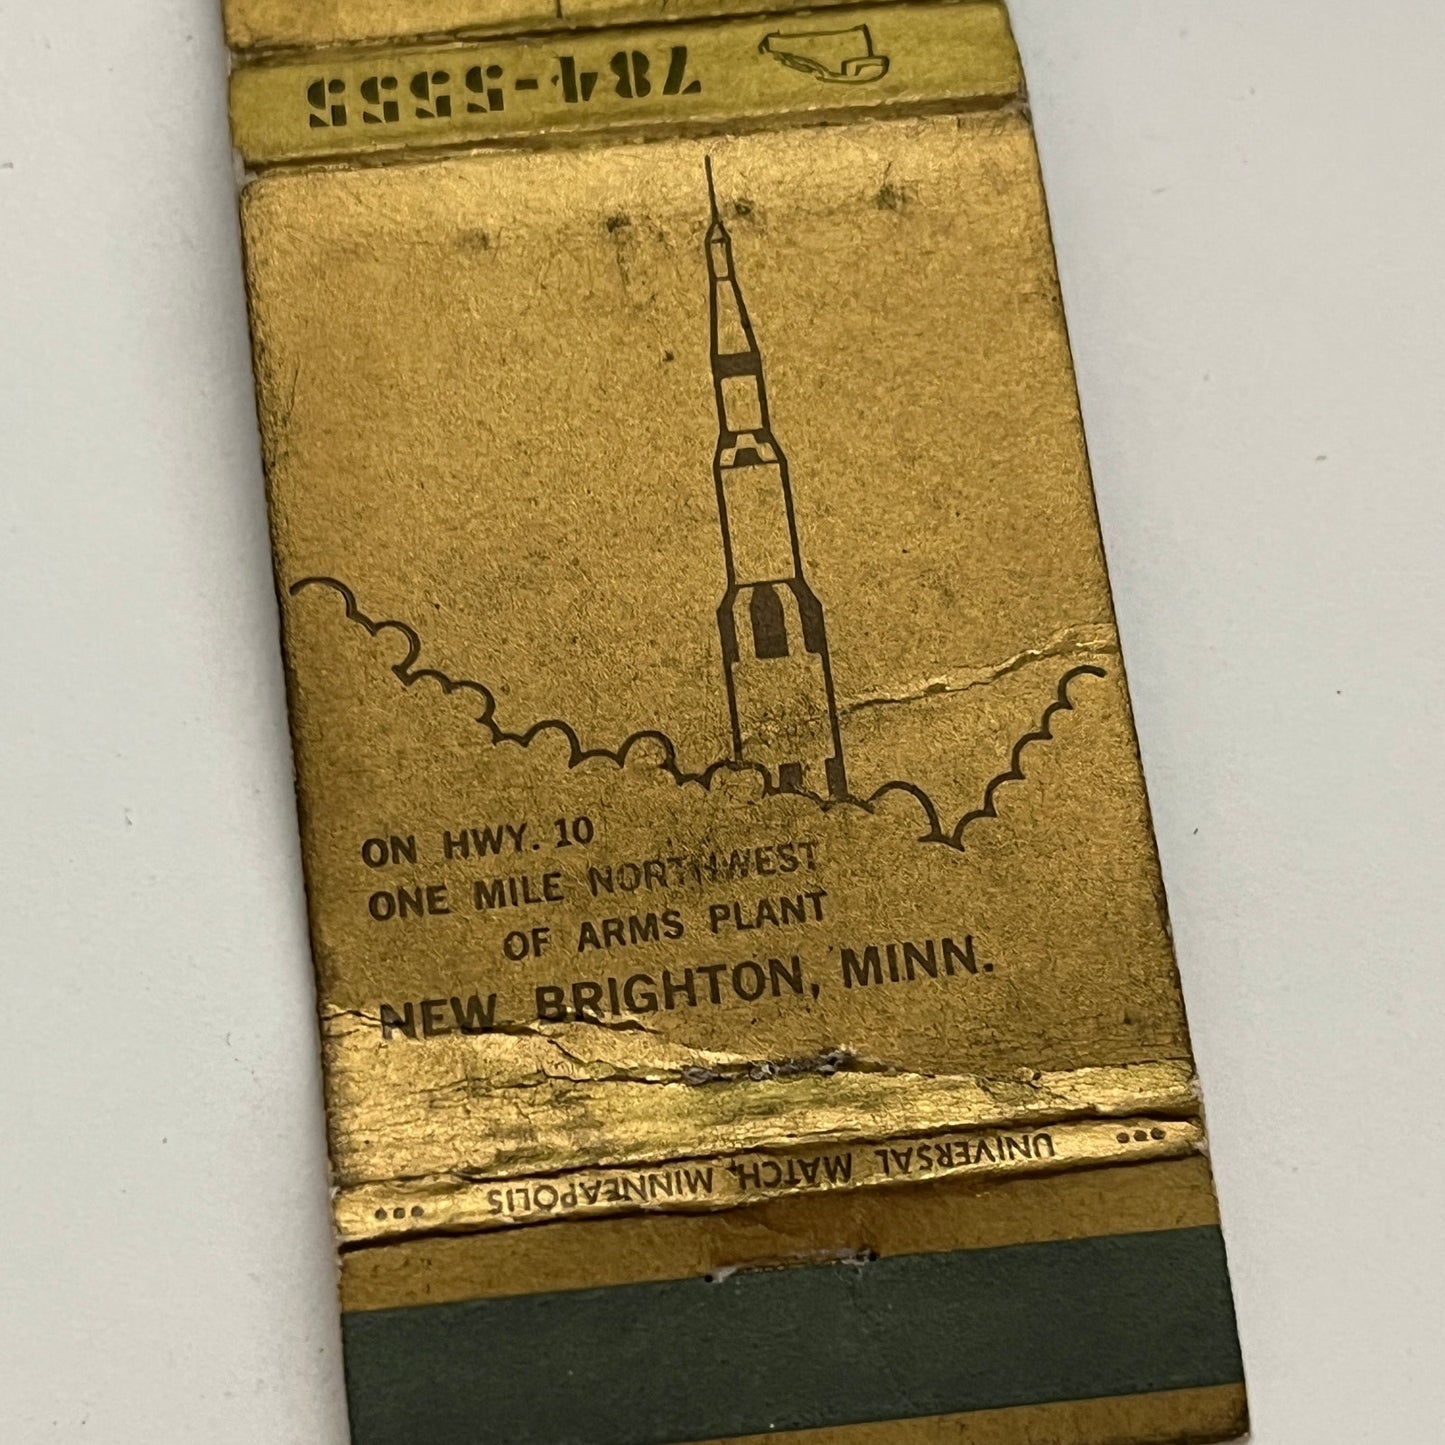 784-5555
ON HWY. 10
ONE MILE NORTHWEST
OF ARMS PLANT
NEW BRIGHTON, MINN.
UNIVERSAL MATCH, MINNEAPOLIS